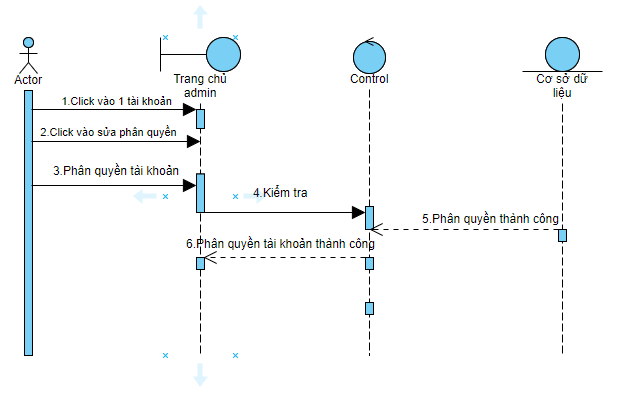 Actor
Trang chủ
admin
Control
Cơ sở dữ
liệu
1.Click vào 1 tài khoản
2.Click vào sửa phân quyền
3.Phân quyền tài khoản
4.Kiểm tra
5.Phân quyền thành công
6.Phân quyền tài khoản thành công